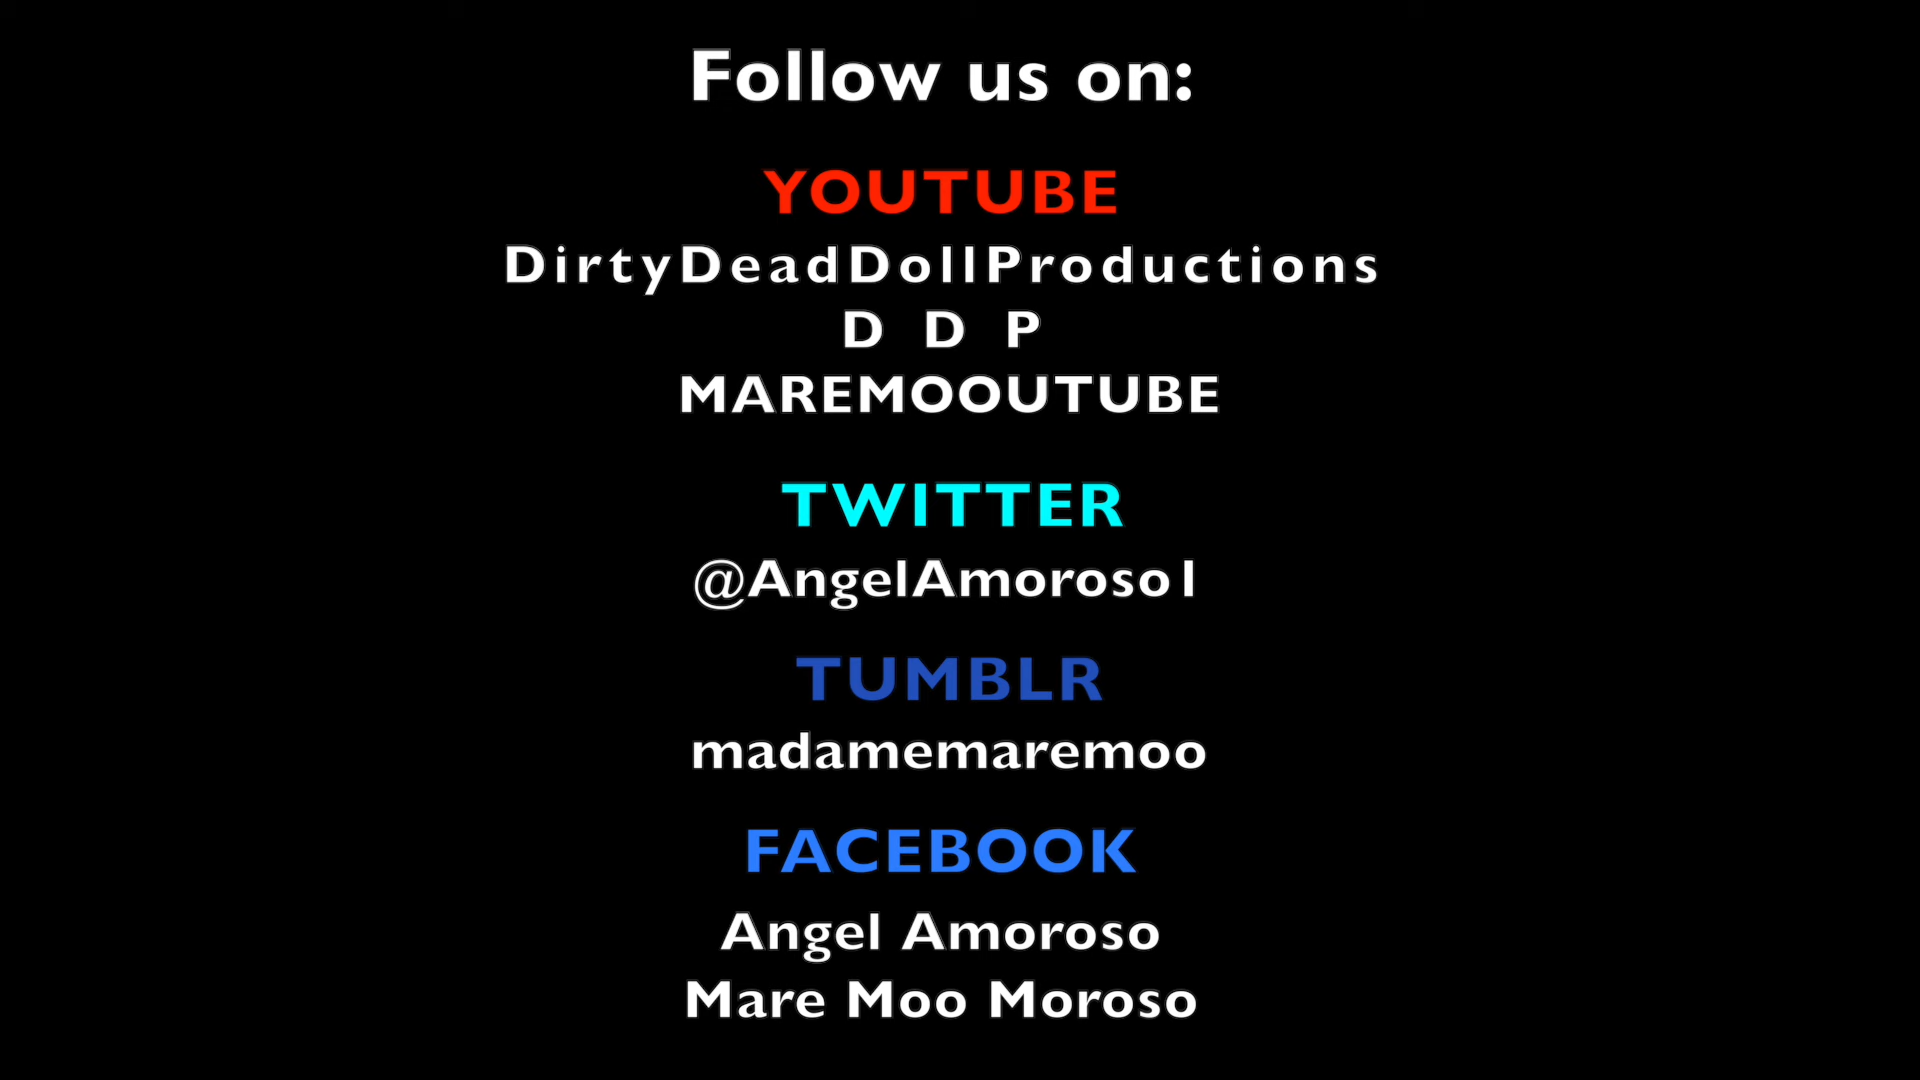 Follow us on:
YOUTUBE
DirtyDeadDollProductions
D D P
MAREMOOUTUBE
TWITTER
@AngelAmoroso1
TUMBLR
madamemaremoo
FACEBOOK
Angel Amoroso
Mare Moo Moroso